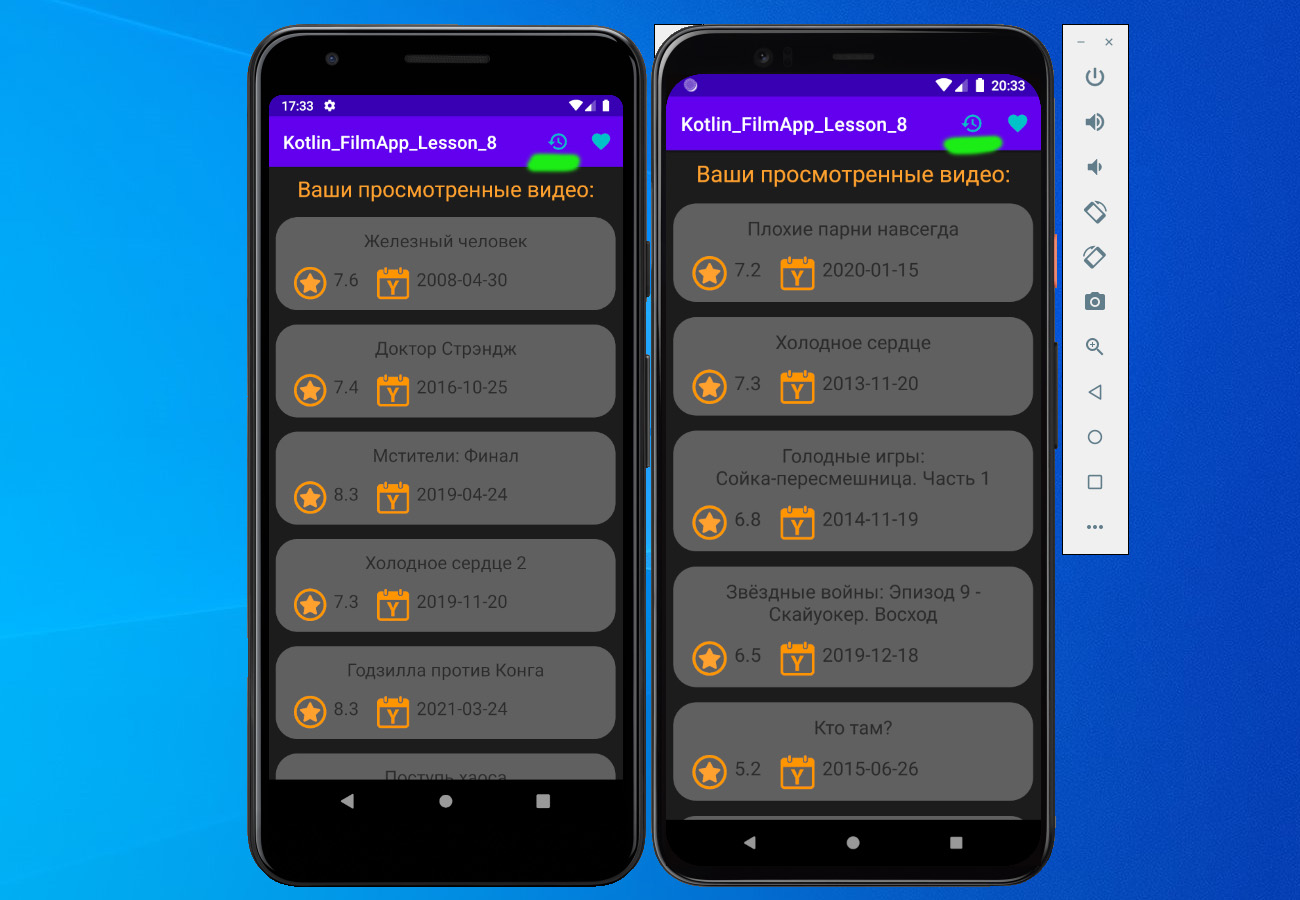 17:33
Kotlin_FilmApp_Lesson_8
Ваши просмотренные видео:
Железный человек
7.6 Y 2008-04-30
Доктор Стрэндж
7.4 Y 2016-10-25
Мстители: Финал
8.3 Y 2019-04-24
Холодное сердце 2
7.3 Y 2019-11-20
Годзилла против Конга
8.3 Y 2021-03-24
Поступь хаоса
20:33
Kotlin_FilmApp_Lesson_8
Ваши просмотренные видео:
Плохие парни навсегда
7.2 Y 2020-01-15
Холодное сердце
7.3 Y 2013-11-20
Голодные игры:
Сойка-пересмешница. Часть 1
6.8 Y 2014-11-19
Звёздные войны: Эпизод 9 -
Скайуокер. Восход
6.5 Y 2019-12-18
Кто там?
5.2 Y 2015-06-26